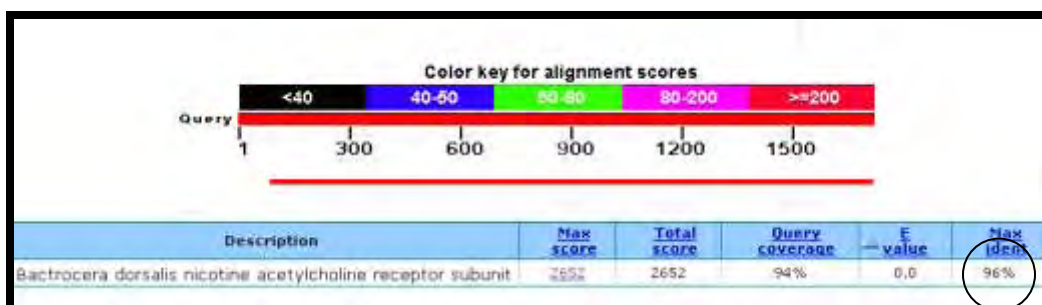 Color key for alignment scores
<40 40-50 50-80 80-200 >=200
Query
1 300 600 900 1200 1500
Description Max score Total score Query coverage E value Max ident
Bactrocera dorsalis nicotine acetylcholine receptor subunit 2652 2652 94% 0.0 96%